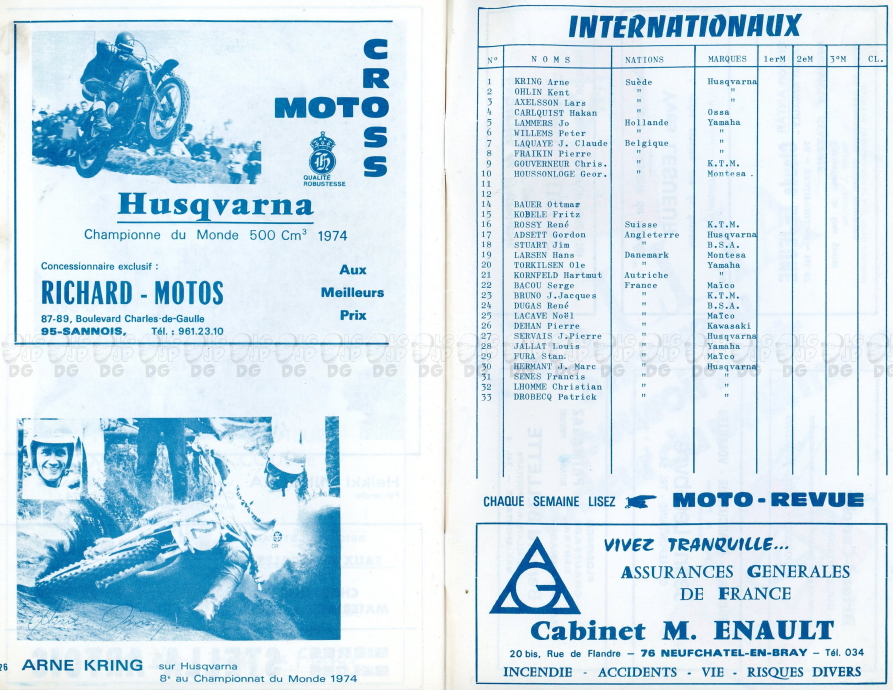 CROSS
MOTO
QUALITÉ
ROBUSTESSE
Husqvarna
Championne du Monde 500 Cm³ 1974
Concessionnaire exclusif :
RICHARD - MOTOS
87-89, Boulevard Charles-de-Gaulle
95-SANNOIS, Tél. : 961.23.10
Aux
Meilleurs
Prix
26 ARNE KRING sur Husqvarna
8e au Championnat du Monde 1974
INTERNATIONAUX
N° NOMS NATIONS MARQUES 1erM 2eM 3°M CL.
1 KRING Arne Suède Husqvarna
2 OHLIN Kent " "
3 AXELSSON Lars " "
4 CARLQUIST Hakan " Ossa
5 LAMMERS Jo Hollande Yamaha
6 WILLEMS Peter " "
7 LAQUAYE J. Claude Belgique "
8 FRAIKIN Pierre " "
9 GOUVERNEUR Chris. " K.T.M.
10 HOUSSONLOGE Geor. " Montesa.
11
12
14 BAUER Ottmar
15 KOBELE Fritz
16 ROSSY René Suisse K.T.M.
17 ADSETT Gordon Angleterre Husqvarna
18 STUART Jim " B.S.A.
19 LARSEN Hans Danemark Montesa
20 TORKILSEN Ole " Yamaha
21 KORNFELD Hartmut Autriche "
22 BACOU Serge France Maïco
23 BRUNO J.Jacques " K.T.M.
24 DUGAS René " B.S.A.
25 LACAVE Noël " Maïco
26 DEHAN Pierre " Kawasaki
27 SERVAIS J.Pierre " Husqvarna
28 JALLAT Louis " Yamaha
29 PURA Stan. " Maïco
30 HERMANT J. Marc " Husqvarna
31 SENES Francis " "
32 LHOMME Christian " "
33 DROBECQ Patrick " "
CHAQUE SEMAINE LISEZ MOTO-REVUE
VIVEZ TRANQUILLE...
AG
ASSURANCES GENERALES
DE FRANCE
Cabinet M. ENAULT
20 bis, Rue de Flandre – 76 NEUFCHATEL-EN-BRAY – Tél. 034
INCENDIE - ACCIDENTS - VIE - RISQUES DIVERS